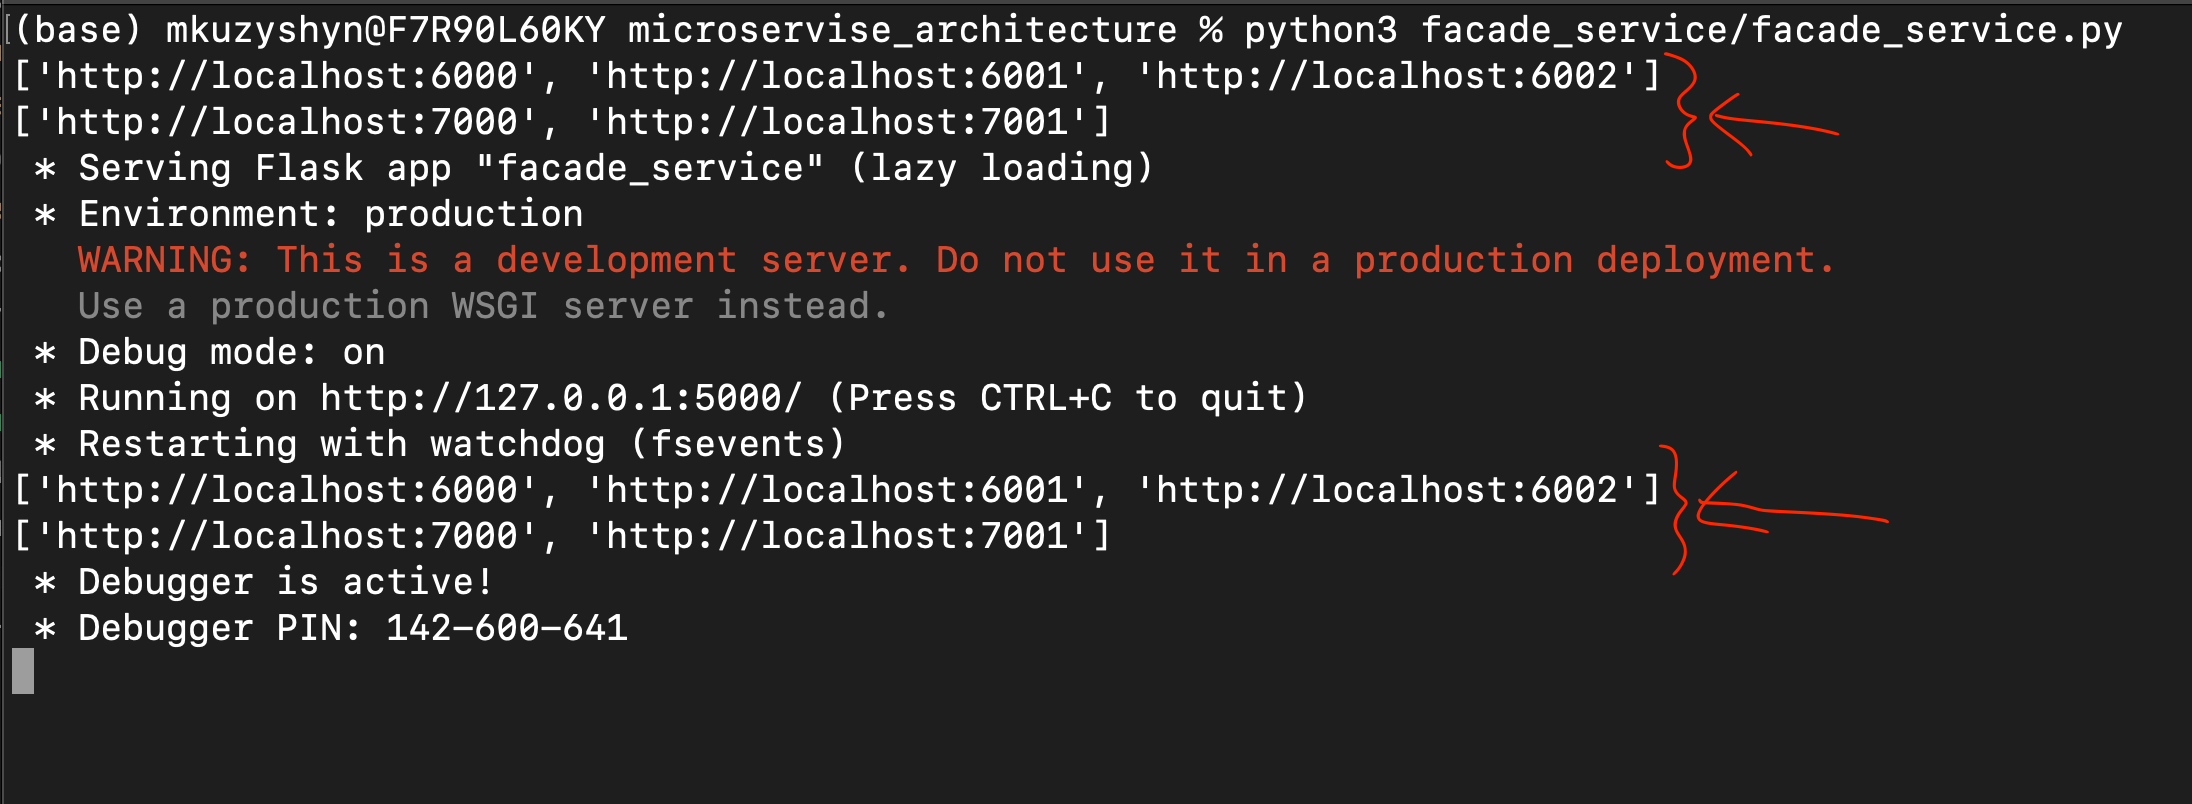 (base) mkuzyshyn@F7R90L60KY microservise_architecture % python3 facade_service/facade_service.py
['http://localhost:6000', 'http://localhost:6001', 'http://localhost:6002']
['http://localhost:7000', 'http://localhost:7001']
 * Serving Flask app "facade_service" (lazy loading)
 * Environment: production
   WARNING: This is a development server. Do not use it in a production deployment.
   Use a production WSGI server instead.
 * Debug mode: on
 * Running on http://127.0.0.1:5000/ (Press CTRL+C to quit)
 * Restarting with watchdog (fsevents)
['http://localhost:6000', 'http://localhost:6001', 'http://localhost:6002']
['http://localhost:7000', 'http://localhost:7001']
 * Debugger is active!
 * Debugger PIN: 142-600-641